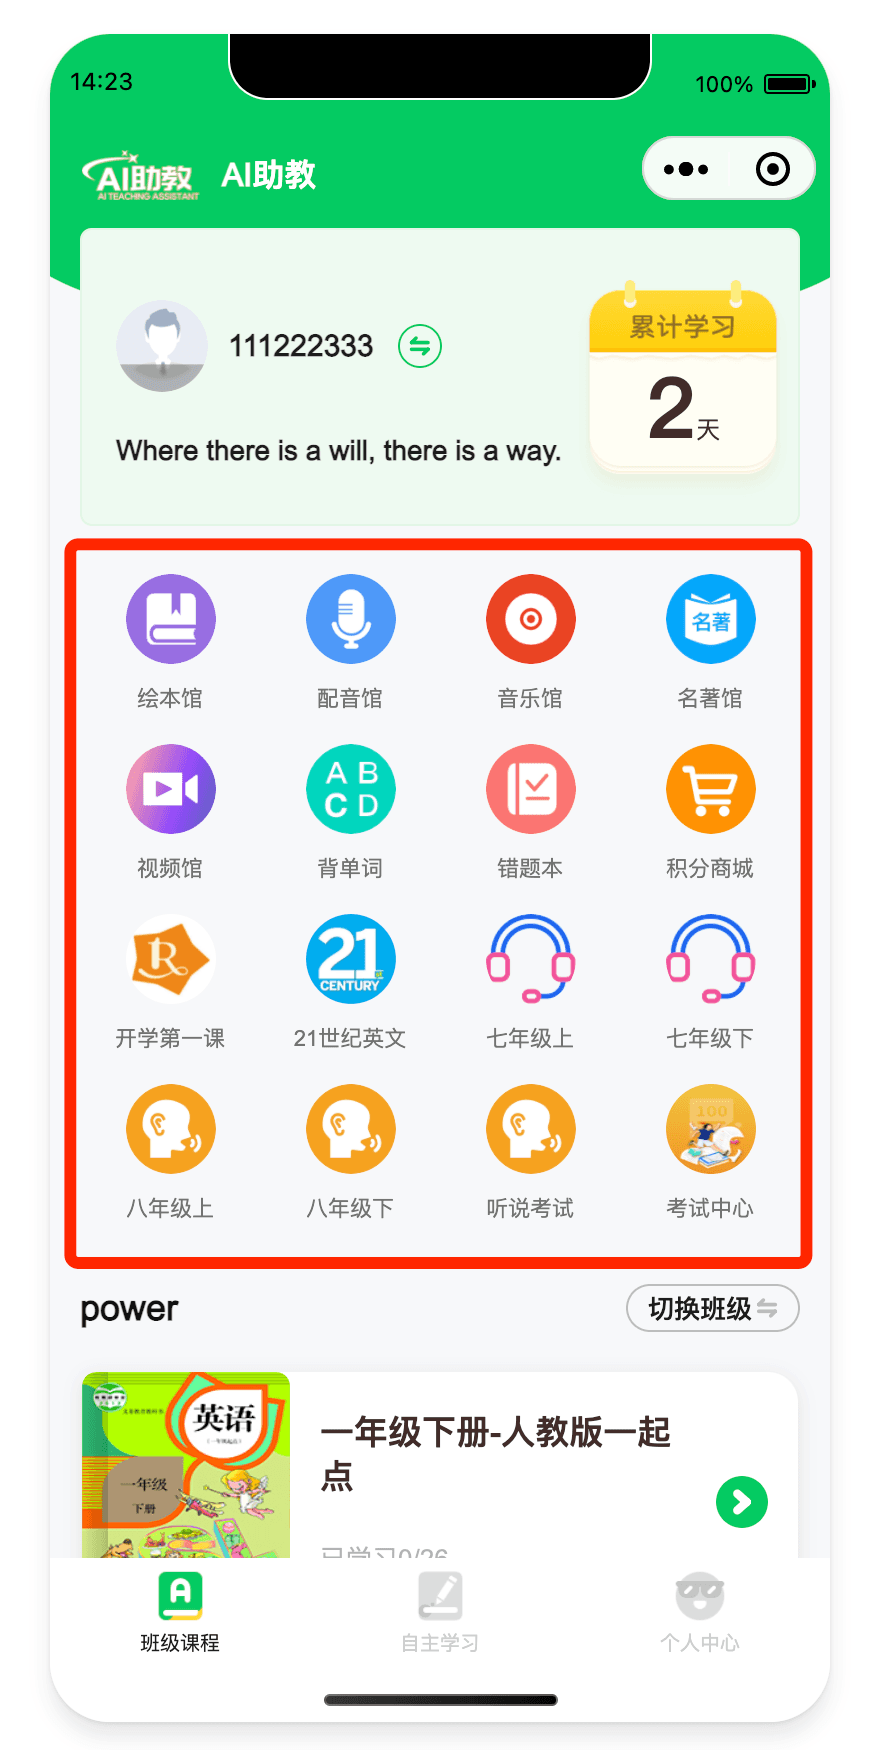 14:23
100%
AI助教
AI TEACHING ASSISTANT
AI助教
111222333
Where there is a will, there is a way.
累计学习
2天
名著
绘本馆
配音馆
音乐馆
名著馆
A B
C D
视频馆
背单词
错题本
积分商城
R
21
CENTURY
开学第一课
21世纪英文
七年级上
七年级下
100
八年级上
八年级下
听说考试
考试中心
power
切换班级
英语
(一年级起点)
一年级
下册
一年级下册-人教版一起
点
已学习0/26
A
班级课程
自主学习
个人中心